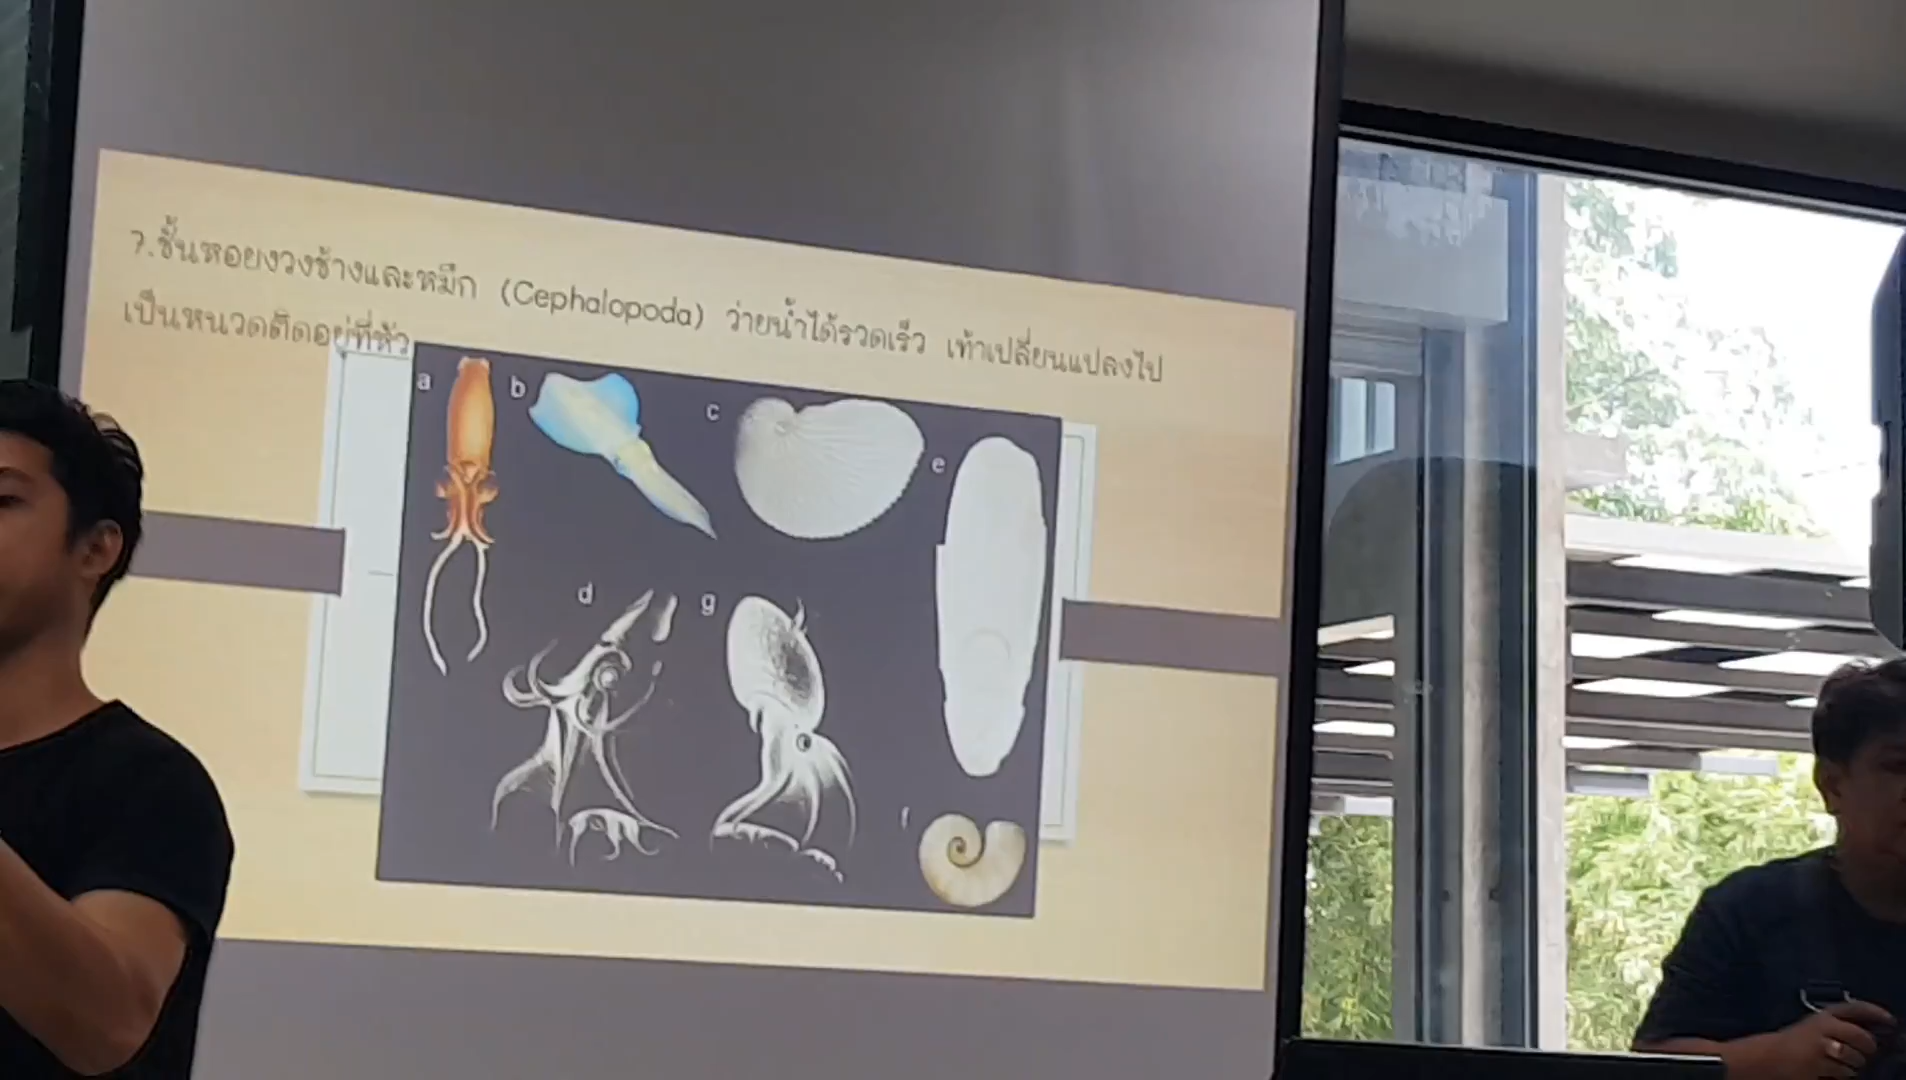 7.ชั้นหอยงวงช้างและหมึก (Cephalopoda) ว่ายน้ำได้รวดเร็ว เท้าเปลี่ยนแปลงไป
เป็นหนวดติดอยู่ที่หัว
a
b
c
e
d
g
f